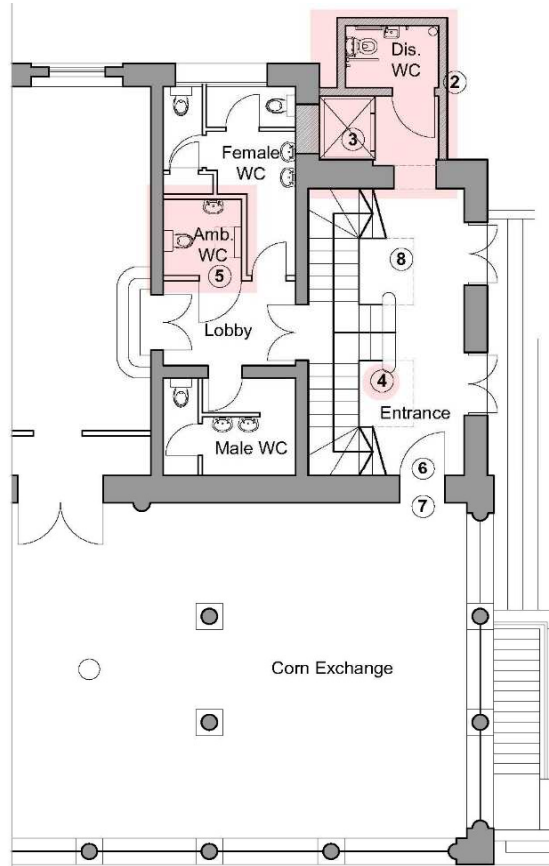 Dis.
WC
2
3
Female
WC
Amb.
WC
5
8
Lobby
4
Entrance
Male WC
6
7
Corn Exchange